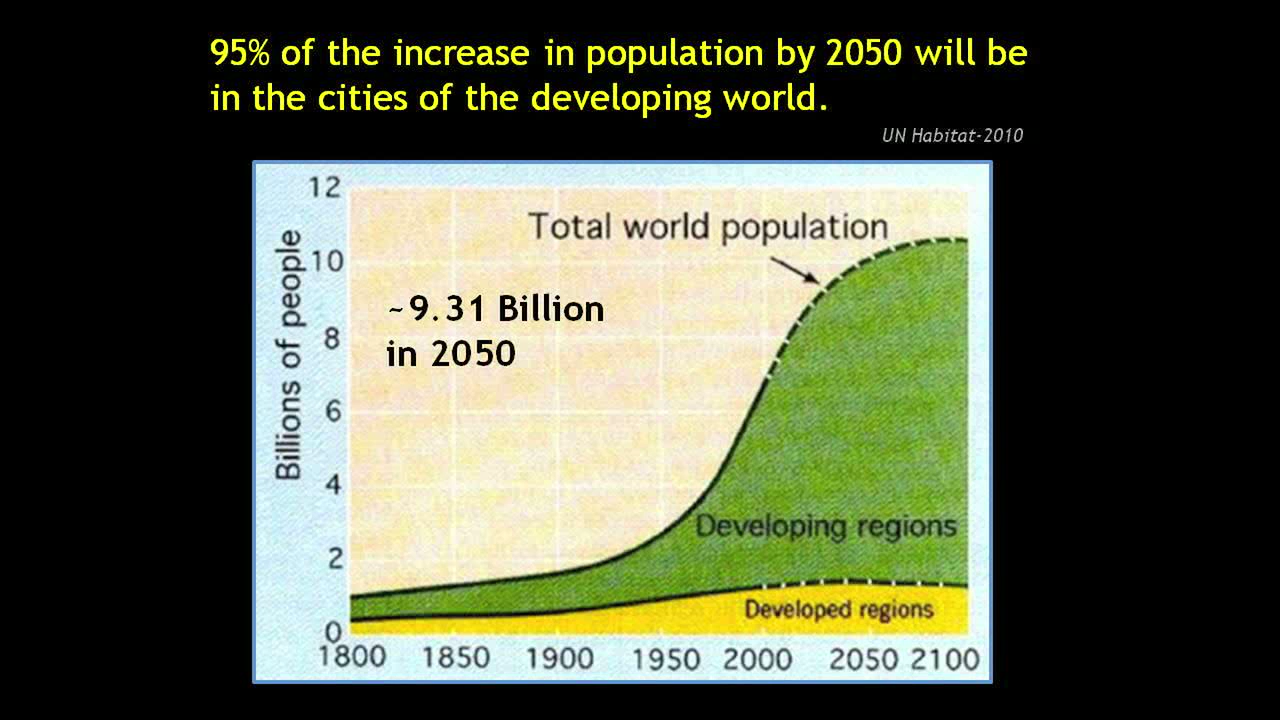 95% of the increase in population by 2050 will be
in the cities of the developing world.
UN Habitat-2010
12
Total world population
10
~9.31 Billion
in 2050
8
6
4
2
0
Billions of people
Developing regions
Developed regions
1800 1850 1900 1950 2000 2050 2100